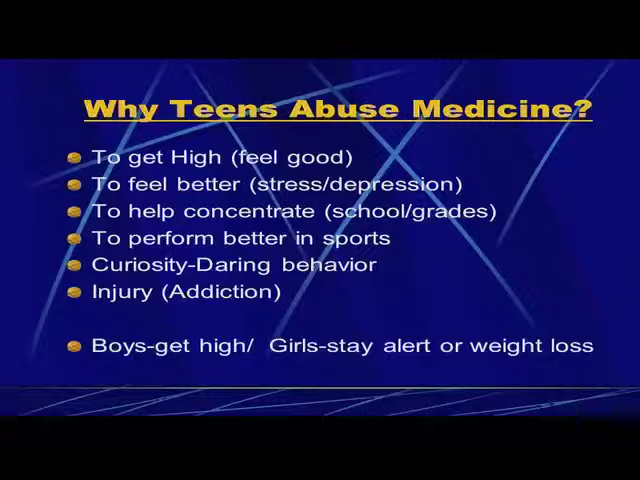 Why Teens Abuse Medicine?
To get High (feel good)
To feel better (stress/depression)
To help concentrate (school/grades)
To perform better in sports
Curiosity-Daring behavior
Injury (Addiction)
Boys-get high/  Girls-stay alert or weight loss